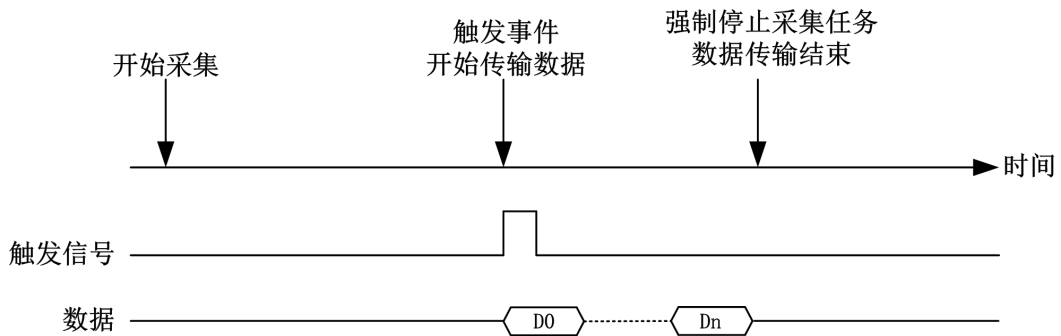 开始采集
触发事件
开始传输数据
强制停止采集任务
数据传输结束
时间
触发信号
数据
D0
Dn